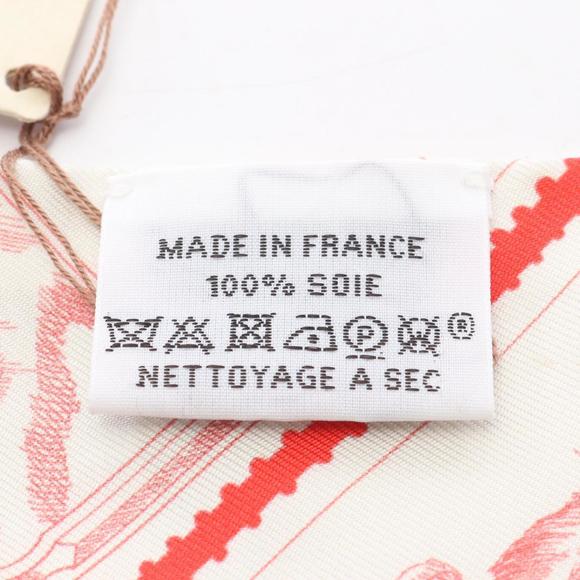 MADE IN FRANCE
100% SOIE
P W ®
NETTOYAGE A SEC